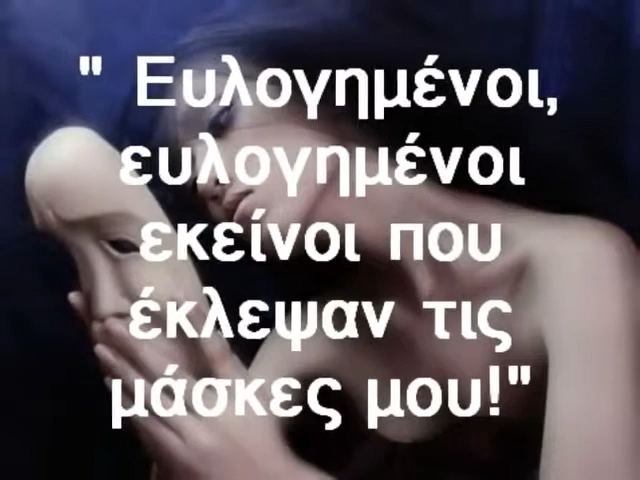 " Ευλογημένοι,
ευλογημένοι
εκείνοι που
έκλεψαν τις
μάσκες μου!"